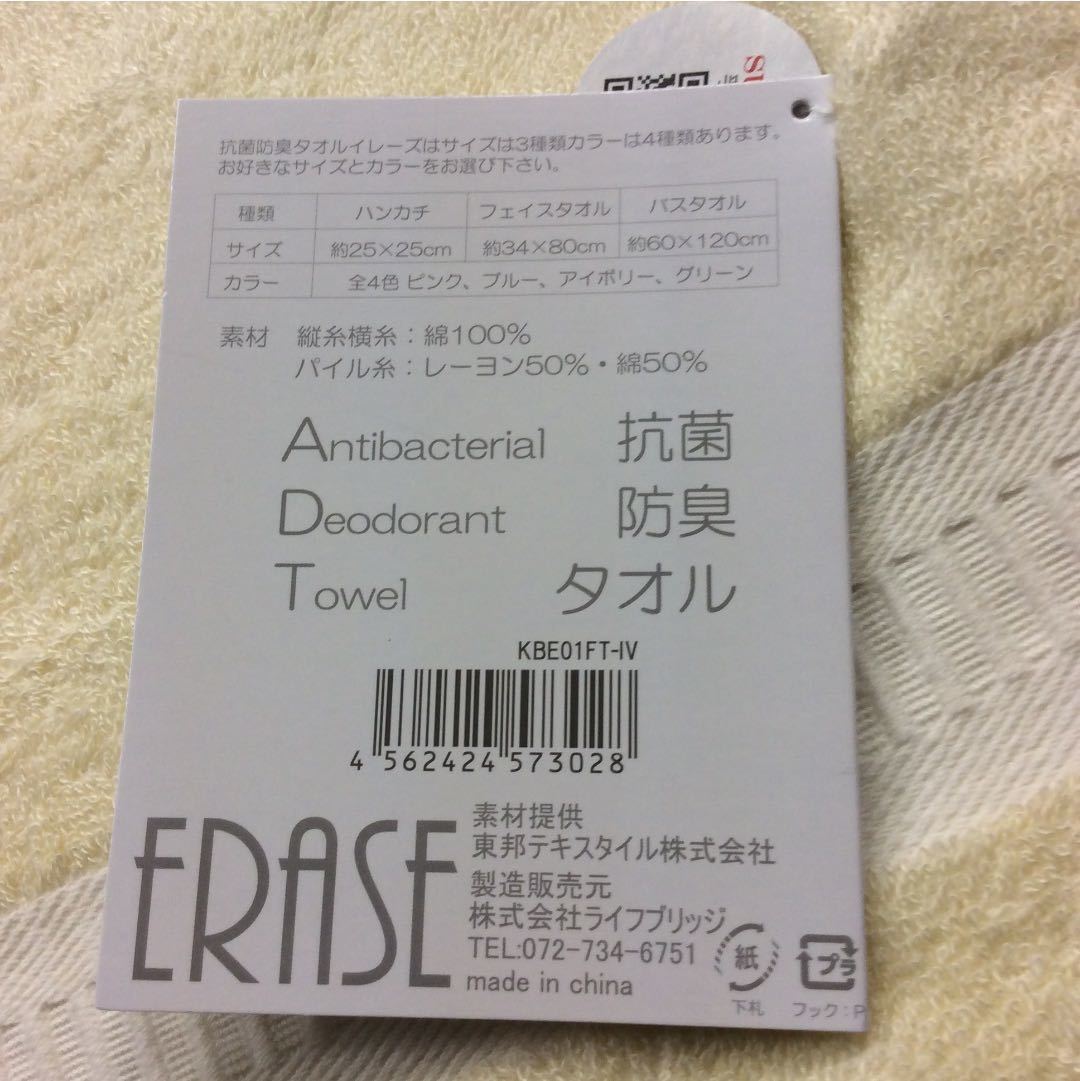 抗菌防臭タオルイレーズはサイズは3種類カラーは4種類あります。
お好きなサイズとカラーをお選び下さい。
種類 ハンカチ フェイスタオル バスタオル
サイズ 約25×25cm 約34×80cm 約60×120cm
カラー 全4色 ピンク、ブルー、アイボリー、グリーン
素材 縦糸横糸：綿100%
パイル糸：レーヨン50%・綿50%
Antibacterial 抗菌
Deodorant 防臭
Towel タオル
KBE01FT-IV
4 562424 573028
ERASE
素材提供
東邦テキスタイル株式会社
製造販売元
株式会社ライフブリッジ
TEL:072-734-6751
made in china
紙
下札
プラ
フック：P